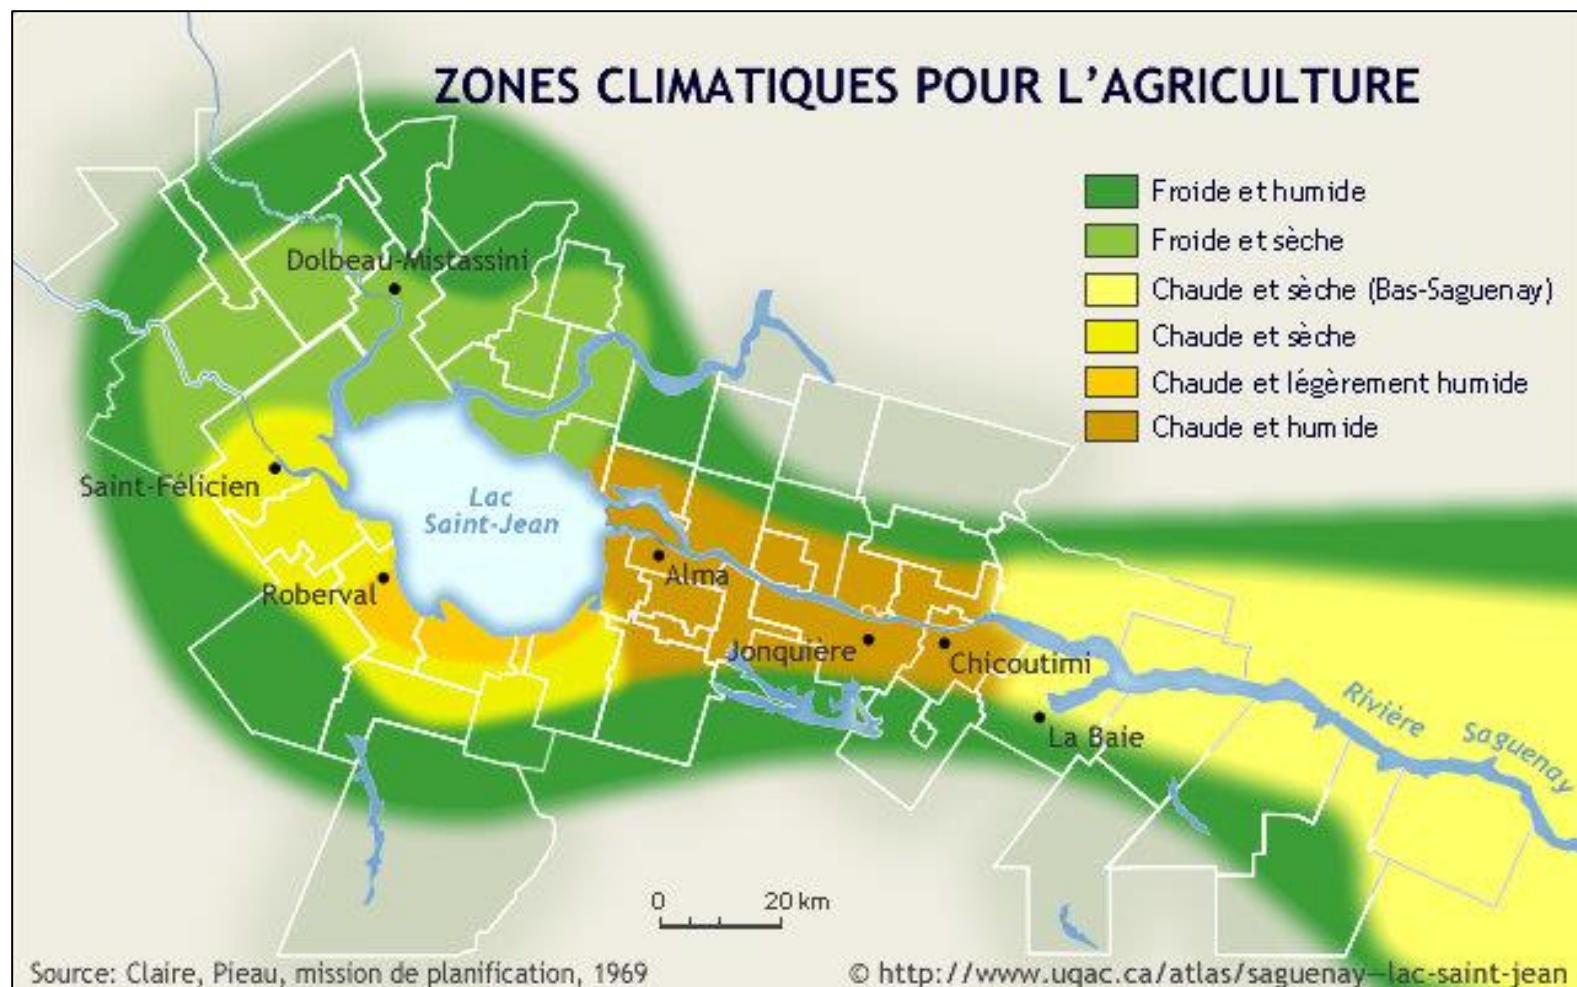 ZONES CLIMATIQUES POUR L'AGRICULTURE
Froide et humide
Froide et sèche
Chaude et sèche (Bas-Saguenay)
Chaude et sèche
Chaude et légèrement humide
Chaude et humide
Dolbeau-Mistassini
Saint-Félicien
Lac
Saint-Jean
Roberval
Alma
Jonquière
Chicoutimi
La Baie
Rivière Saguenay
0 20 km
Source: Claire, Pieau, mission de planification, 1969
© http://www.uqac.ca/atlas/saguenay-lac-saint-jean